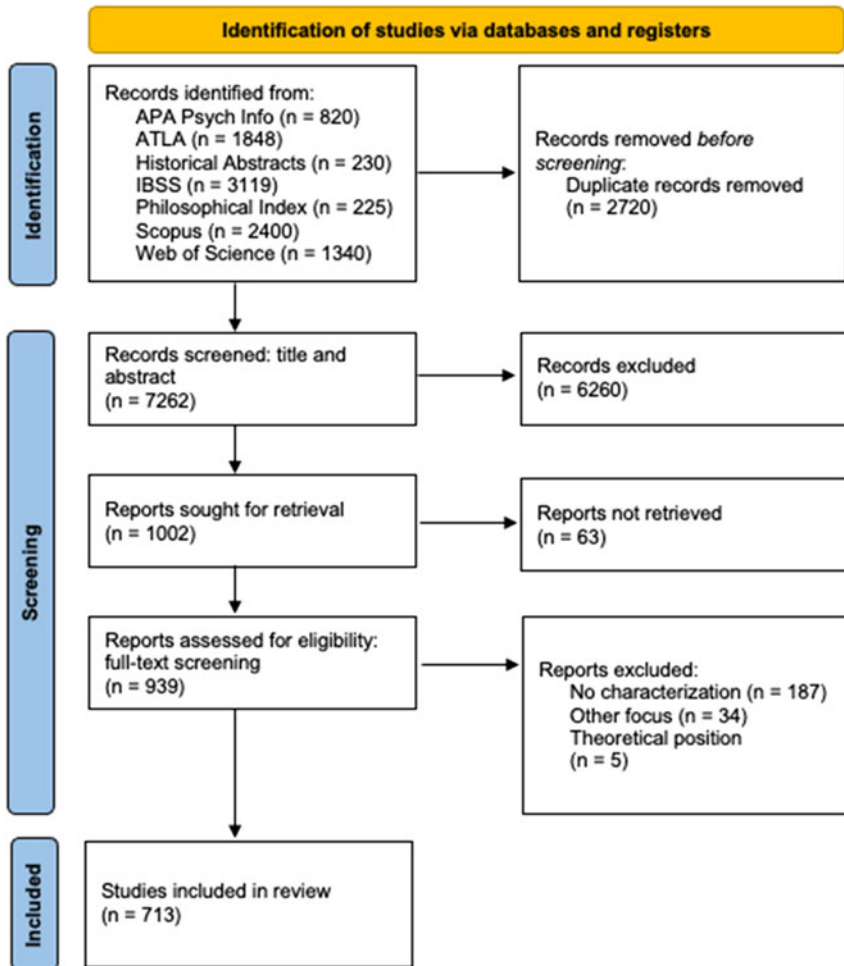 Identification of studies via databases and registers
Identification
Records identified from:
APA Psych Info (n = 820)
ATLA (n = 1848)
Historical Abstracts (n = 230)
IBSS (n = 3119)
Philosophical Index (n = 225)
Scopus (n = 2400)
Web of Science (n = 1340)
Records removed before
screening:
Duplicate records removed
(n = 2720)
Screening
Records screened: title and
abstract
(n = 7262)
Records excluded
(n = 6260)
Reports sought for retrieval
(n = 1002)
Reports not retrieved
(n = 63)
Reports assessed for eligibility:
full-text screening
(n = 939)
Reports excluded:
No characterization (n = 187)
Other focus (n = 34)
Theoretical position
(n = 5)
Included
Studies included in review
(n = 713)